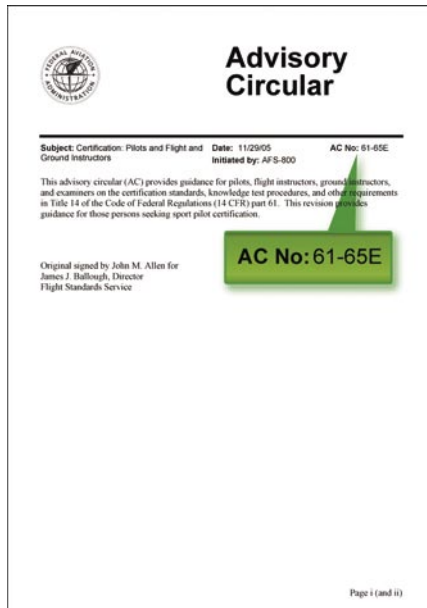 FEDERAL AVIATION
ADMINISTRATION
Advisory
Circular
Subject: Certification: Pilots and Flight and
Ground Instructors
Date: 11/29/05
Initiated by: AFS-800
AC No: 61-65E
This advisory circular (AC) provides guidance for pilots, flight instructors, ground instructors,
and examiners on the certification standards, knowledge test procedures, and other requirements
in Title 14 of the Code of Federal Regulations (14 CFR) part 61. This revision provides
guidance for those persons seeking sport pilot certification.
AC No: 61-65E
Original signed by John M. Allen for
James J. Ballough, Director
Flight Standards Service
Page i (and ii)